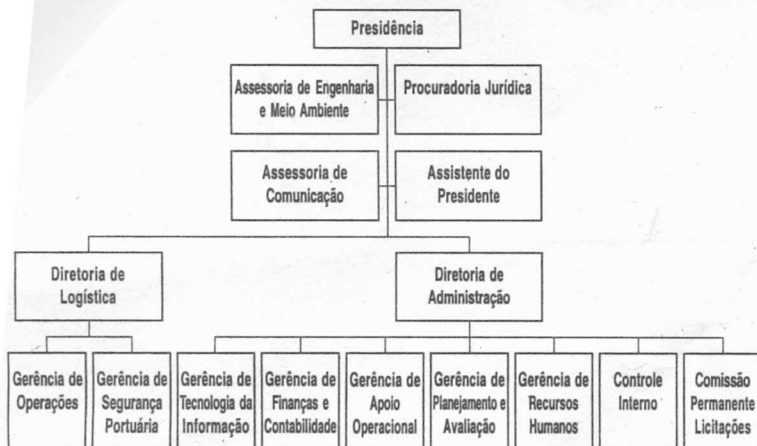 Presidência
Assessoria de Engenharia
e Meio Ambiente
Procuradoria Jurídica
Assessoria de
Comunicação
Assistente do
Presidente
Diretoria de
Logística
Diretoria de
Administração
Gerência de
Operações
Gerência de
Segurança
Portuária
Gerência de
Tecnologia da
Informação
Gerência de
Finanças e
Contabilidade
Gerência de
Apoio
Operacional
Gerência de
Planejamento e
Avaliação
Gerência de
Recursos
Humanos
Controle
Interno
Comissão
Permanente
Licitações